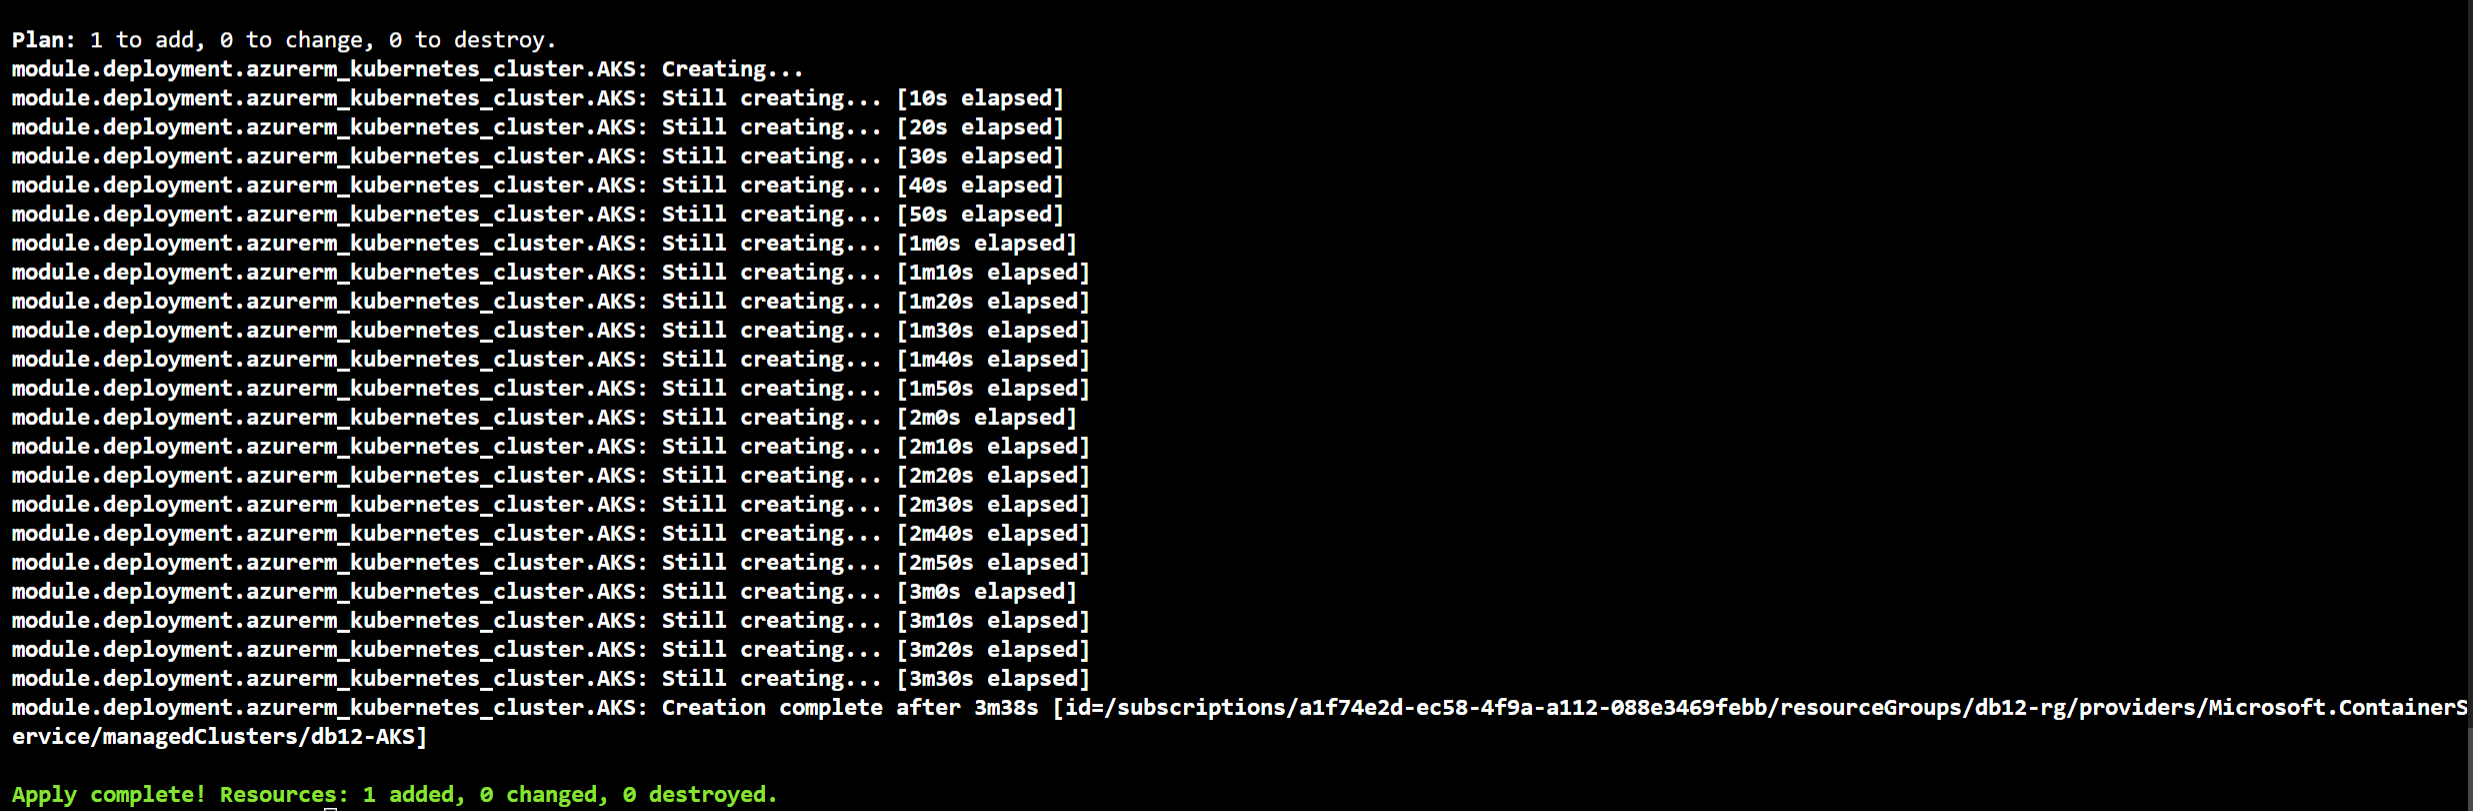 Plan: 1 to add, 0 to change, 0 to destroy.
module.deployment.azurerm_kubernetes_cluster.AKS: Creating...
module.deployment.azurerm_kubernetes_cluster.AKS: Still creating... [10s elapsed]
module.deployment.azurerm_kubernetes_cluster.AKS: Still creating... [20s elapsed]
module.deployment.azurerm_kubernetes_cluster.AKS: Still creating... [30s elapsed]
module.deployment.azurerm_kubernetes_cluster.AKS: Still creating... [40s elapsed]
module.deployment.azurerm_kubernetes_cluster.AKS: Still creating... [50s elapsed]
module.deployment.azurerm_kubernetes_cluster.AKS: Still creating... [1m0s elapsed]
module.deployment.azurerm_kubernetes_cluster.AKS: Still creating... [1m10s elapsed]
module.deployment.azurerm_kubernetes_cluster.AKS: Still creating... [1m20s elapsed]
module.deployment.azurerm_kubernetes_cluster.AKS: Still creating... [1m30s elapsed]
module.deployment.azurerm_kubernetes_cluster.AKS: Still creating... [1m40s elapsed]
module.deployment.azurerm_kubernetes_cluster.AKS: Still creating... [1m50s elapsed]
module.deployment.azurerm_kubernetes_cluster.AKS: Still creating... [2m0s elapsed]
module.deployment.azurerm_kubernetes_cluster.AKS: Still creating... [2m10s elapsed]
module.deployment.azurerm_kubernetes_cluster.AKS: Still creating... [2m20s elapsed]
module.deployment.azurerm_kubernetes_cluster.AKS: Still creating... [2m30s elapsed]
module.deployment.azurerm_kubernetes_cluster.AKS: Still creating... [2m40s elapsed]
module.deployment.azurerm_kubernetes_cluster.AKS: Still creating... [2m50s elapsed]
module.deployment.azurerm_kubernetes_cluster.AKS: Still creating... [3m0s elapsed]
module.deployment.azurerm_kubernetes_cluster.AKS: Still creating... [3m10s elapsed]
module.deployment.azurerm_kubernetes_cluster.AKS: Still creating... [3m20s elapsed]
module.deployment.azurerm_kubernetes_cluster.AKS: Still creating... [3m30s elapsed]
module.deployment.azurerm_kubernetes_cluster.AKS: Creation complete after 3m38s [id=/subscriptions/a1f74e2d-ec58-4f9a-a112-088e3469febb/resourceGroups/db12-rg/providers/Microsoft.ContainerS
ervice/managedClusters/db12-AKS]
Apply complete! Resources: 1 added, 0 changed, 0 destroyed.